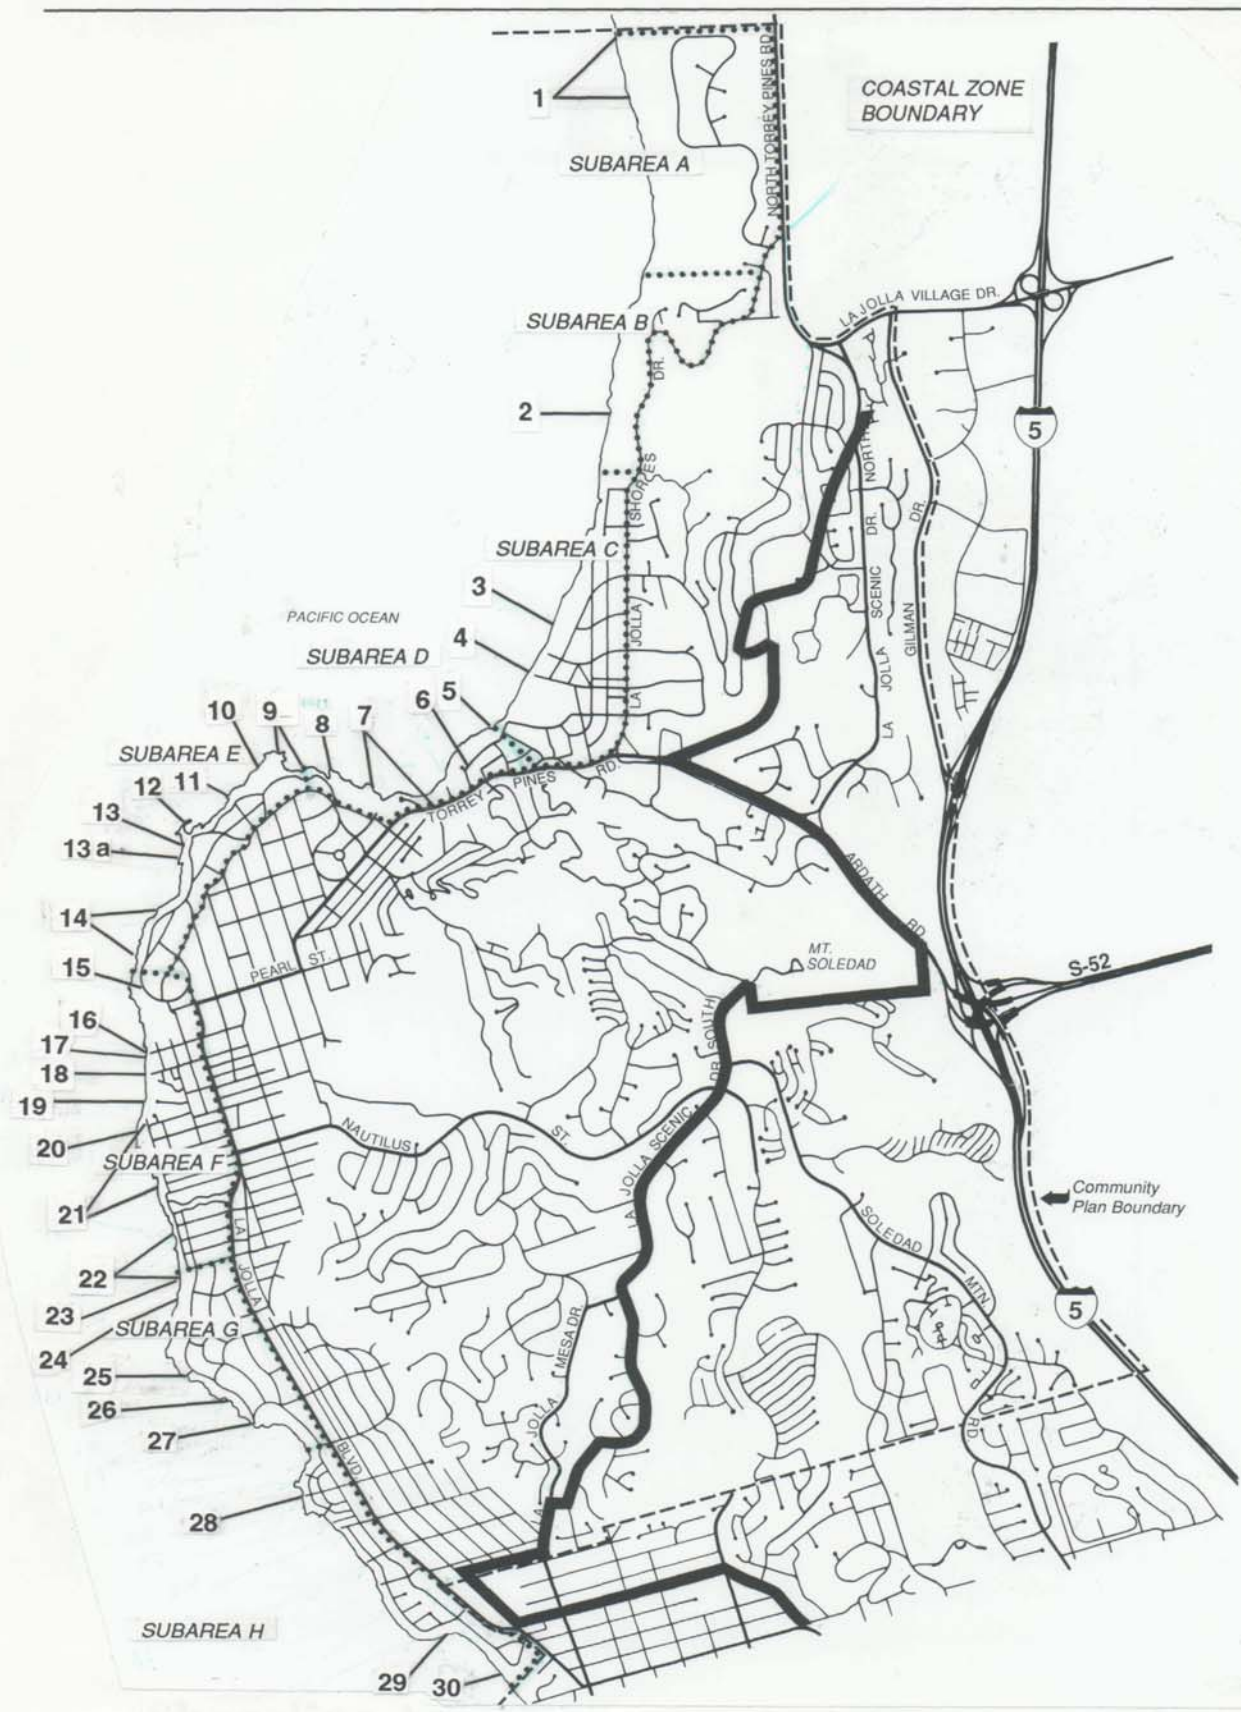 COASTAL ZONE
BOUNDARY
1
NORTH TORREY PINES RD.
SUBAREA A
LA JOLLA VILLAGE DR.
SUBAREA B
DR.
2
5
NORTH
SHORES
DR.
DR.
SUBAREA C
3
SCENIC
PACIFIC OCEAN
JOLLA
GILMAN
4
SUBAREA D
JOLLA
LA
LA
5
6
7
8
9
10
SUBAREA E
TORREY PINES RD.
11
12
13
13 a
ARDATH RD.
14
MT.
SOLEDAD
PEARL ST.
S-52
15
16
17
18
19
20
LA JOLLA SCENIC DR. SOUTH
NAUTILUS ST.
SUBAREA F
Community
Plan Boundary
21
SOLEDAD MTN. RD
22
LA JOLLA BLVD.
23
5
SUBAREA G
24
LA JOLLA MESA DR.
25
26
27
28
SUBAREA H
29
30